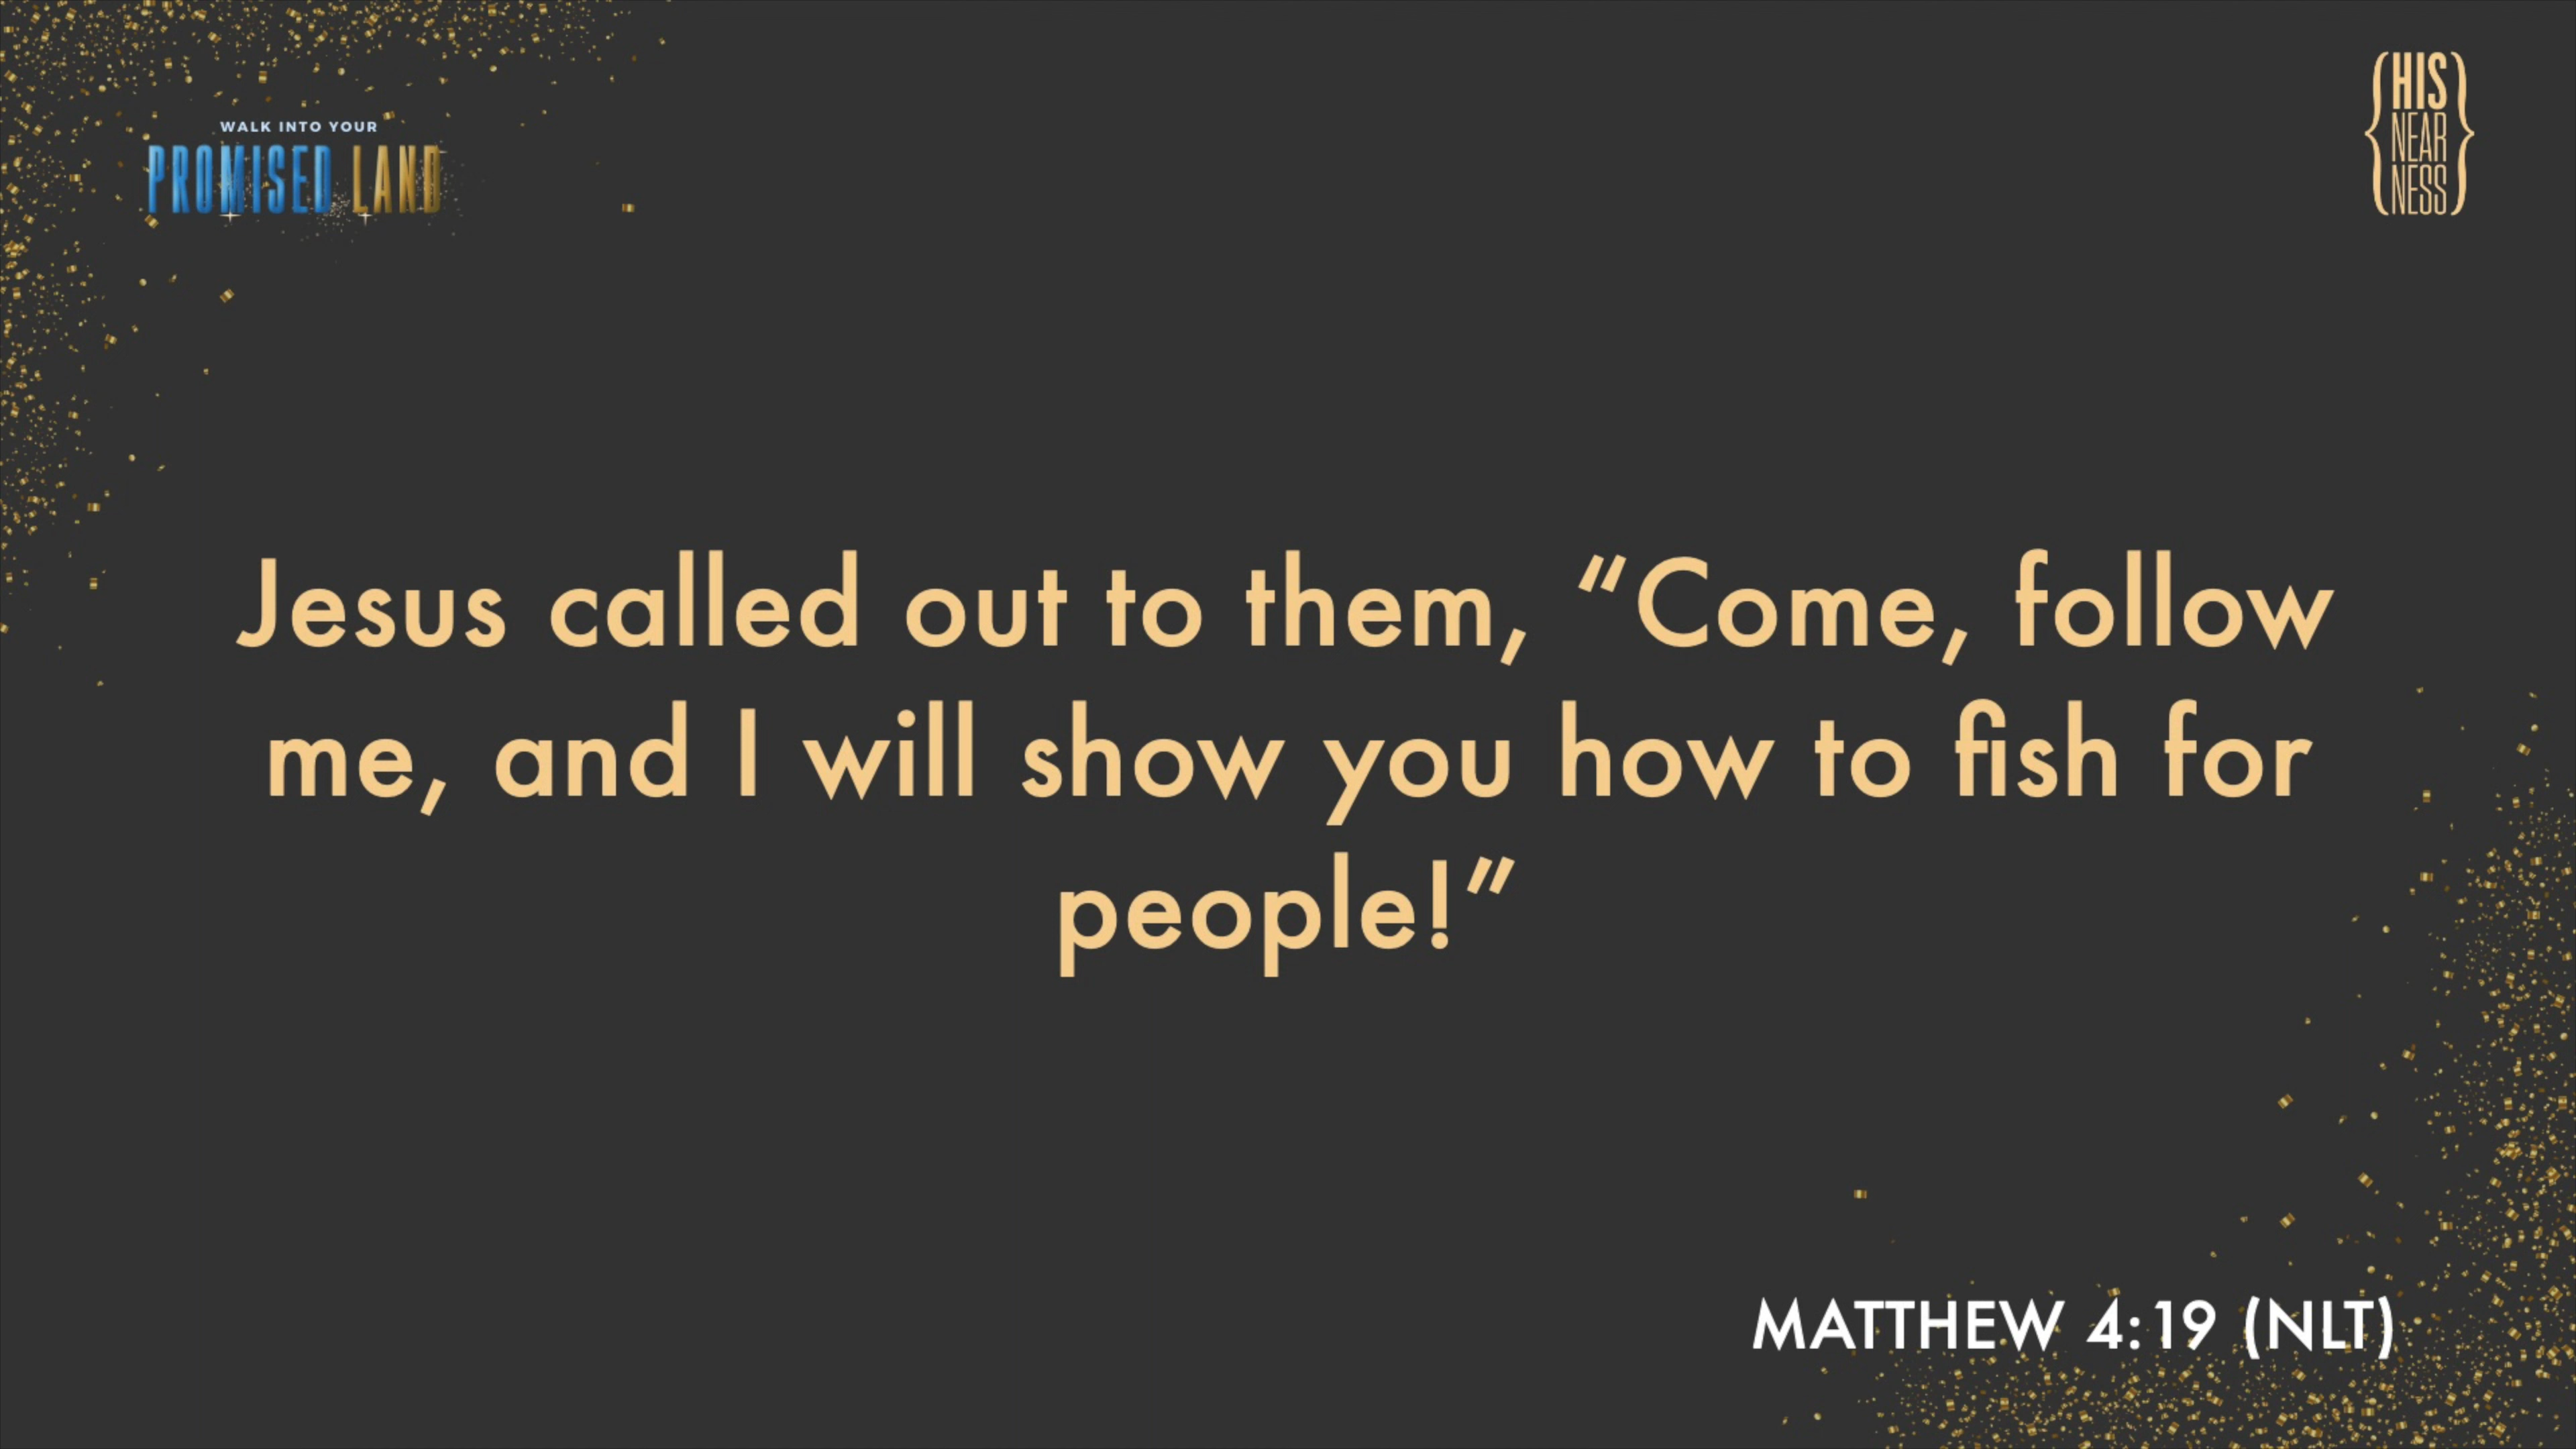 WALK INTO YOUR
PROMISED LAND
{HIS
NEAR
NESS}
Jesus called out to them, “Come, follow
me, and I will show you how to fish for
people!”
MATTHEW 4:19 (NLT)